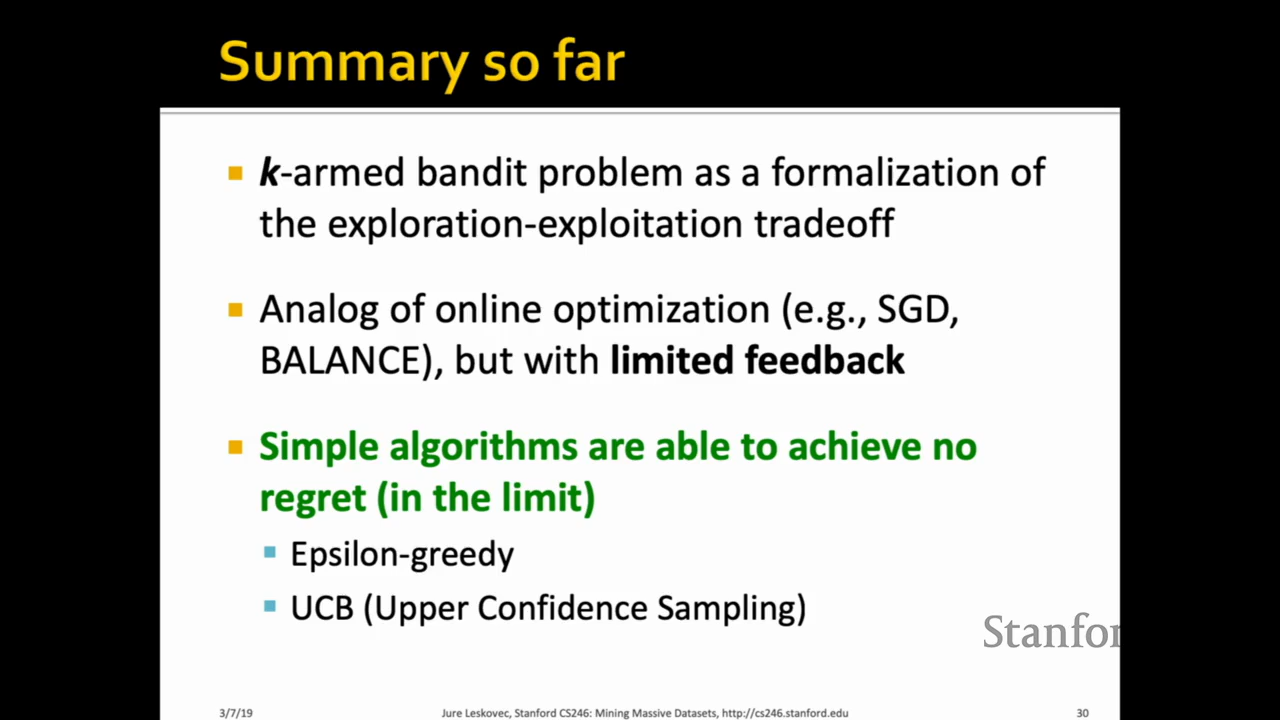 Summary so far
k-armed bandit problem as a formalization of
the exploration-exploitation tradeoff
Analog of online optimization (e.g., SGD,
BALANCE), but with limited feedback
Simple algorithms are able to achieve no
regret (in the limit)
Epsilon-greedy
UCB (Upper Confidence Sampling)
Stanfor
3/7/19
Jure Leskovec, Stanford CS246: Mining Massive Datasets, http://cs246.stanford.edu
30